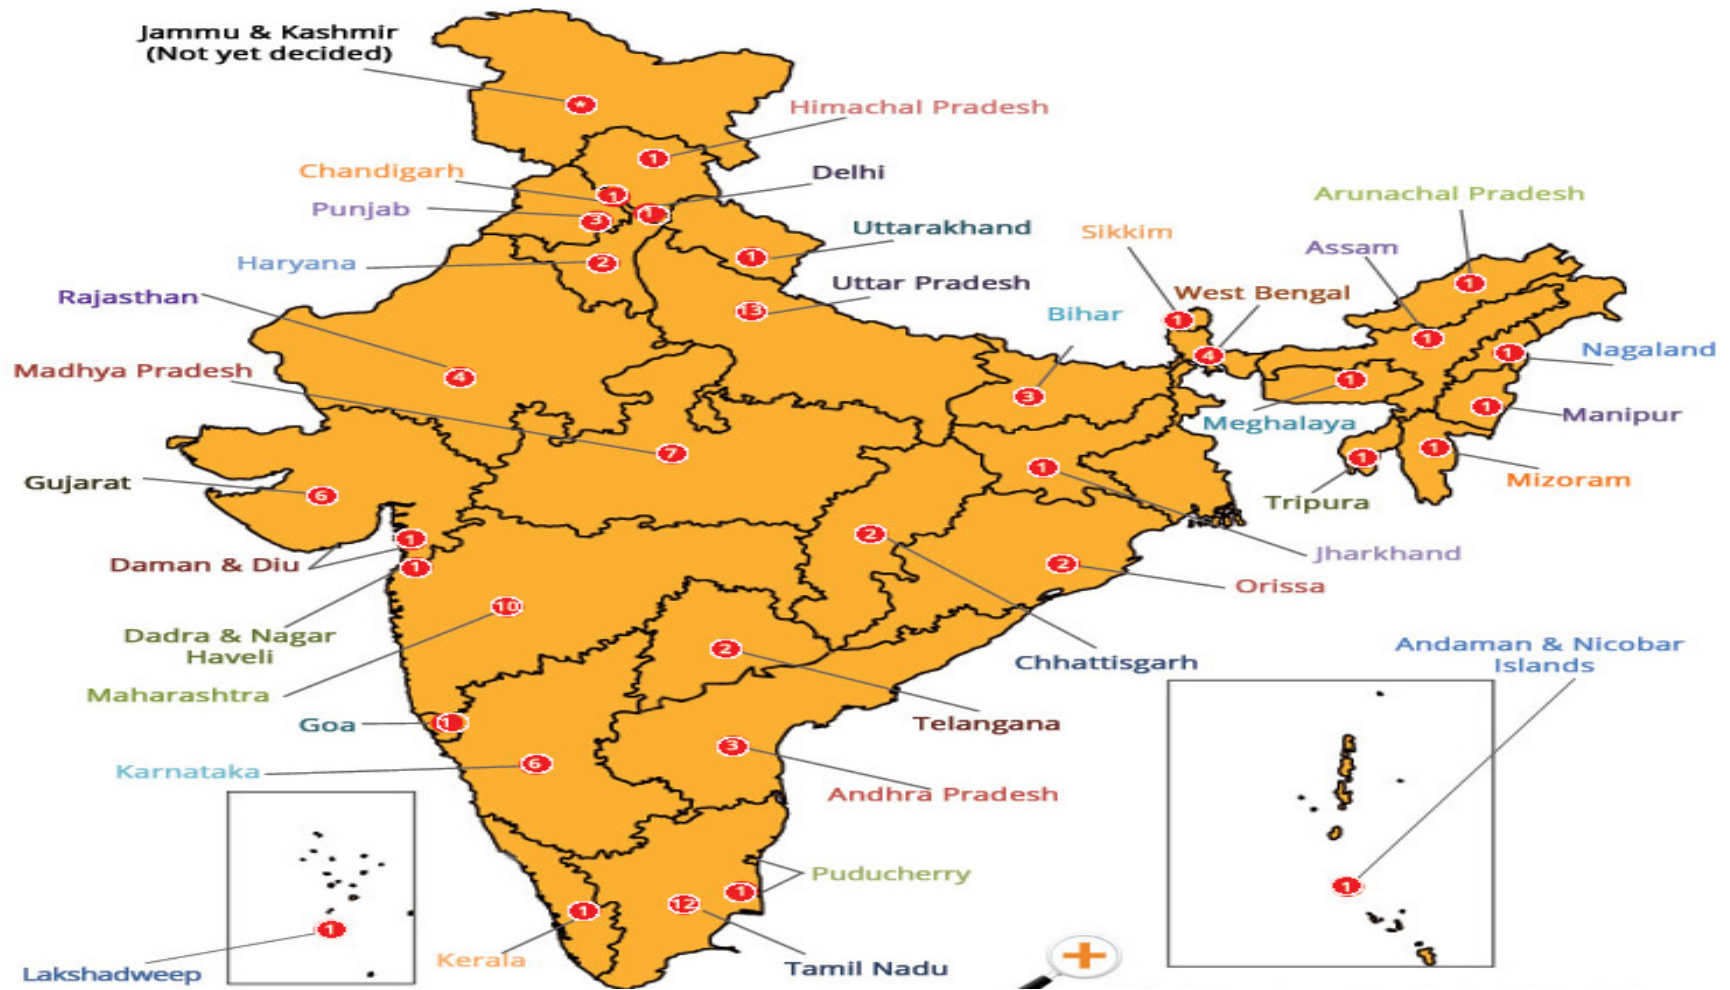 Jammu & Kashmir
(Not yet decided)
*
Himachal Pradesh
1
Chandigarh
1
Delhi
1
Punjab
3
Arunachal Pradesh
1
Uttarakhand
1
Sikkim
1
Assam
1
Haryana
2
Uttar Pradesh
13
West Bengal
4
Rajasthan
4
Bihar
3
Nagaland
1
Madhya Pradesh
7
Meghalaya
1
Manipur
1
Gujarat
6
Jharkhand
1
Tripura
1
Mizoram
1
Daman & Diu
1
Dadra & Nagar
Haveli
1
Chhattisgarh
2
Orissa
2
Maharashtra
10
Telangana
2
Andaman & Nicobar
Islands
1
Goa
1
Karnataka
6
Andhra Pradesh
3
Puducherry
1
Lakshadweep
1
Kerala
1
Tamil Nadu
12